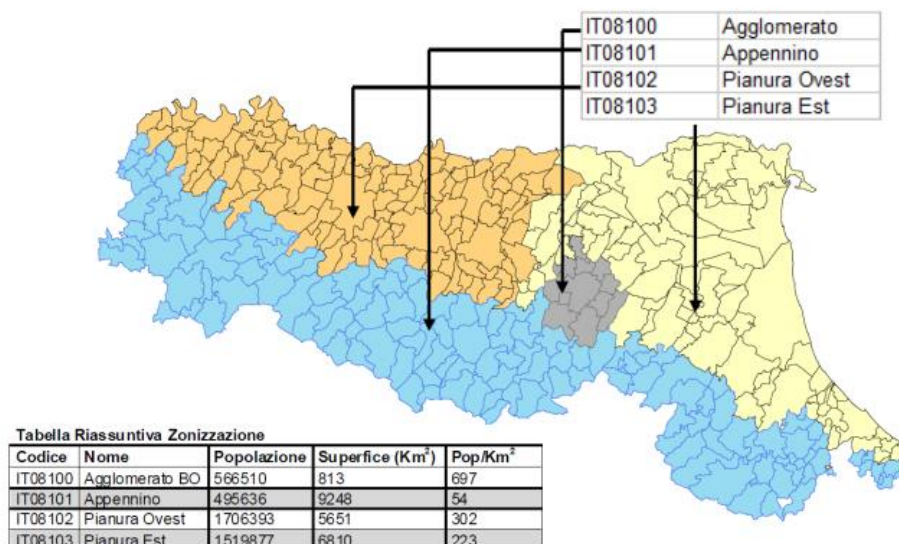 IT08100 Agglomerato
IT08101 Appennino
IT08102 Pianura Ovest
IT08103 Pianura Est
Tabella Riassuntiva Zonizzazione
Codice Nome Popolazione Superfice (Km²) Pop/Km²
IT08100 Agglomerato BO 566510 813 697
IT08101 Appennino 495636 9248 54
IT08102 Pianura Ovest 1706393 5651 302
IT08103 Pianura Est 1519877 6810 223